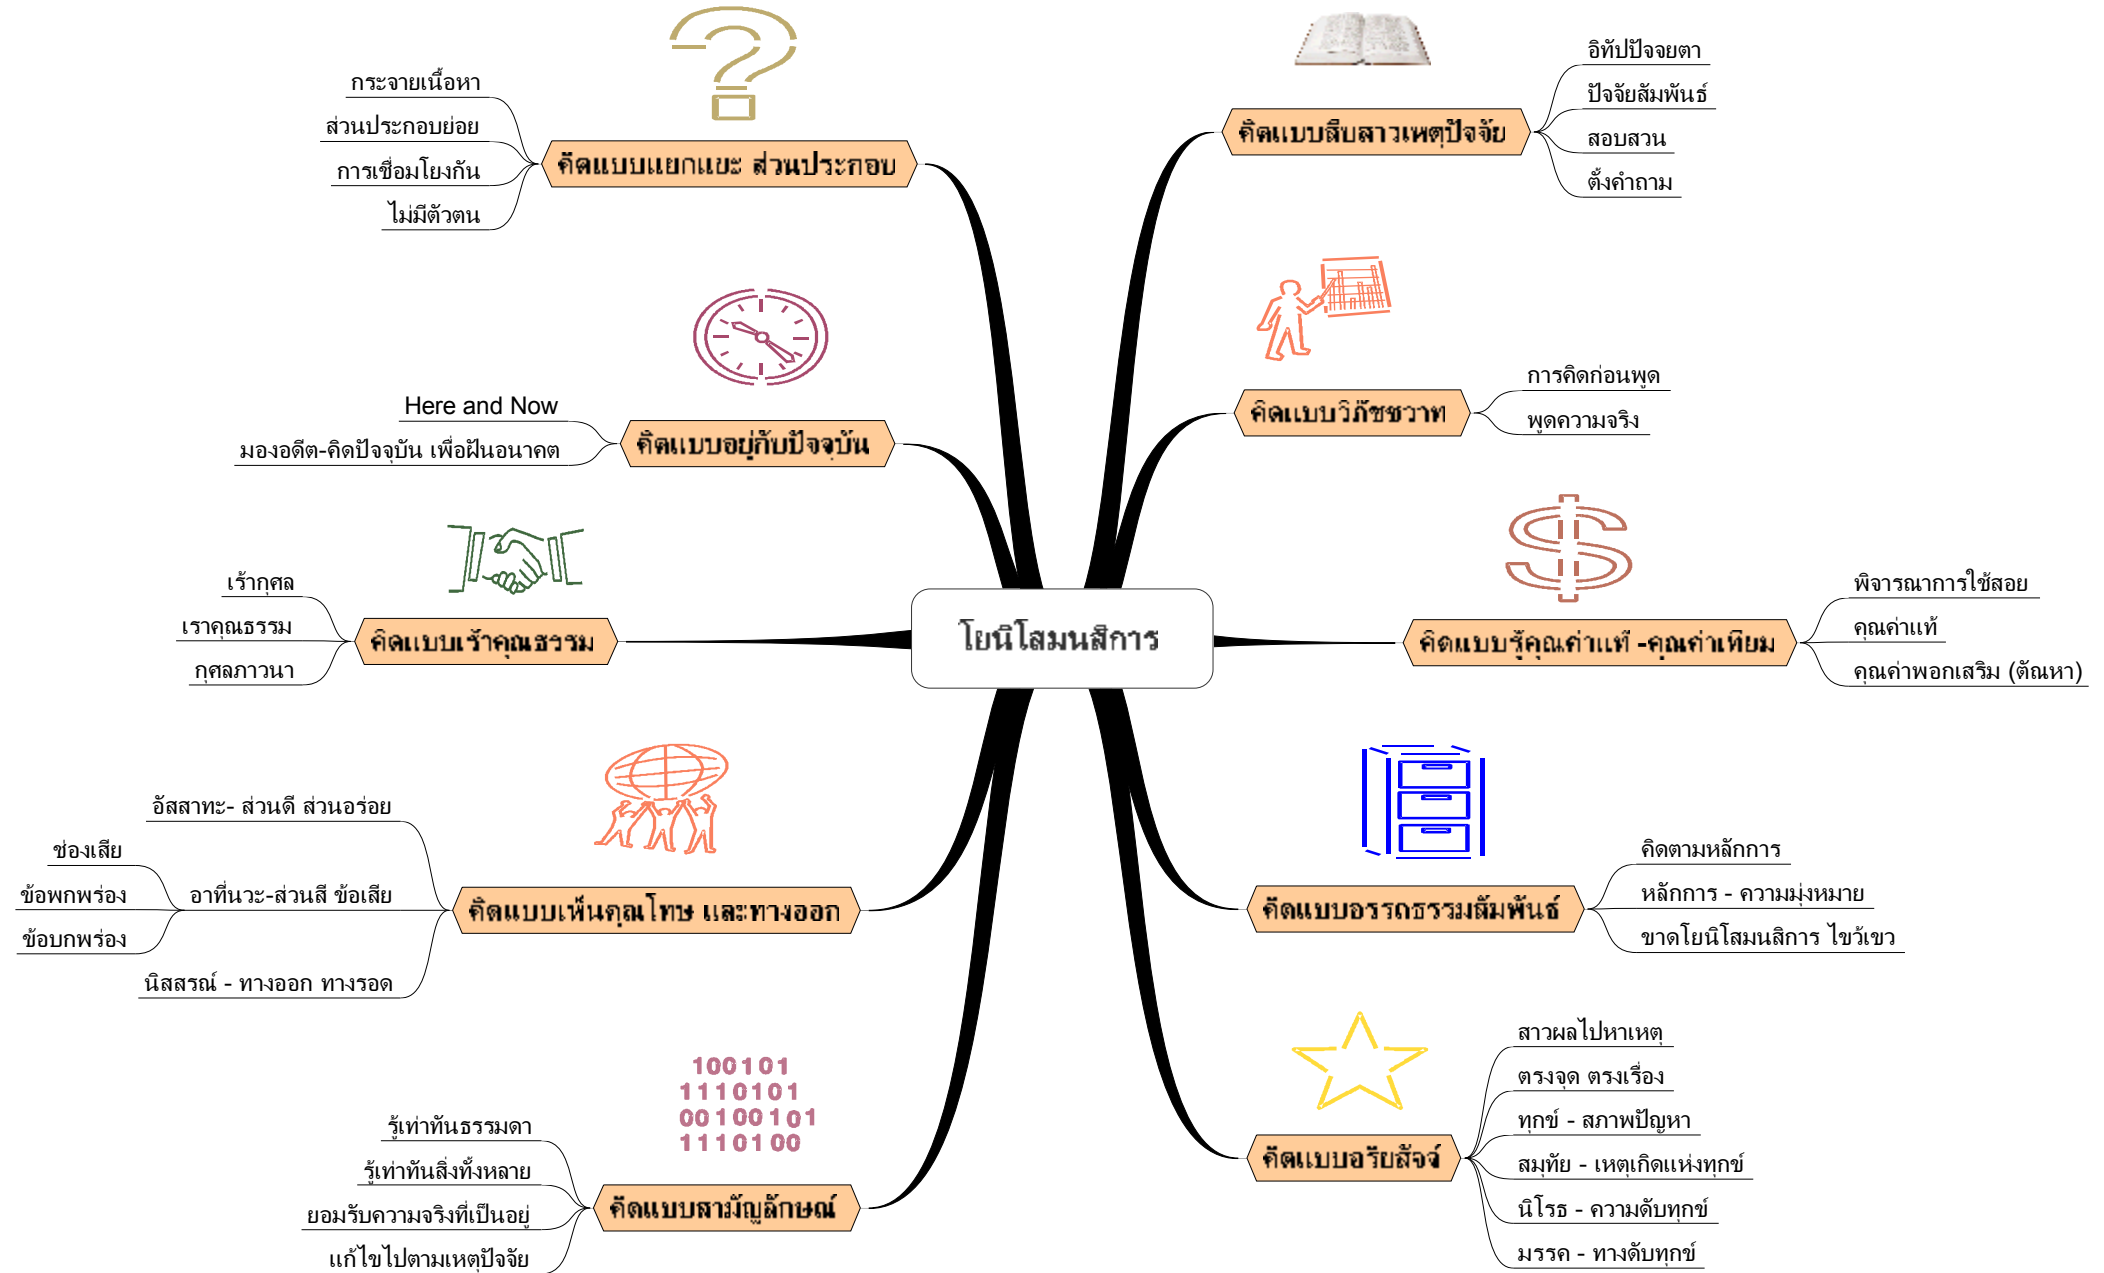 โยนิโสมนสิการ
คิดแบบสืบสาวเหตุปัจจัย
อิทัปปัจจยตา
ปัจจัยสัมพันธ์
สอบสวน
ตั้งคำถาม
คิดแบบวิภัชชวาท
การคิดก่อนพูด
พูดความจริง
คิดแบบรู้คุณค่าแท้ -คุณค่าเทียม
พิจารณาการใช้สอย
คุณค่าแท้
คุณค่าพอกเสริม (ตัณหา)
คิดแบบอรรถธรรมสัมพันธ์
คิดตามหลักการ
หลักการ - ความมุ่งหมาย
ขาดโยนิโสมนสิการ ไขว้เขว
คิดแบบอริยสัจจ์
สาวผลไปหาเหตุ
ตรงจุด ตรงเรื่อง
ทุกข์ - สภาพปัญหา
สมุทัย - เหตุเกิดแห่งทุกข์
นิโรธ - ความดับทุกข์
มรรค - ทางดับทุกข์
คิดแบบแยกแยะ ส่วนประกอบ
กระจายเนื้อหา
ส่วนประกอบย่อย
การเชื่อมโยงกัน
ไม่มีตัวตน
คิดแบบอยู่กับปัจจุบัน
Here and Now
มองอดีต-คิดปัจจุบัน เพื่อฝันอนาคต
คิดแบบเร้าคุณธรรม
เร้ากุศล
เราคุณธรรม
กุศลภาวนา
คิดแบบเห็นคุณโทษ และทางออก
อัสสาทะ- ส่วนดี ส่วนอร่อย
อาที่นวะ-ส่วนสี ข้อเสีย
ช่องเสีย
ข้อพกพร่อง
ข้อบกพร่อง
นิสสรณ์ - ทางออก ทางรอด
100101
1110101
00100101
1110100
คิดแบบสามัญลักษณ์
รู้เท่าทันธรรมดา
รู้เท่าทันสิ่งทั้งหลาย
ยอมรับความจริงที่เป็นอยู่
แก้ไขไปตามเหตุปัจจัย